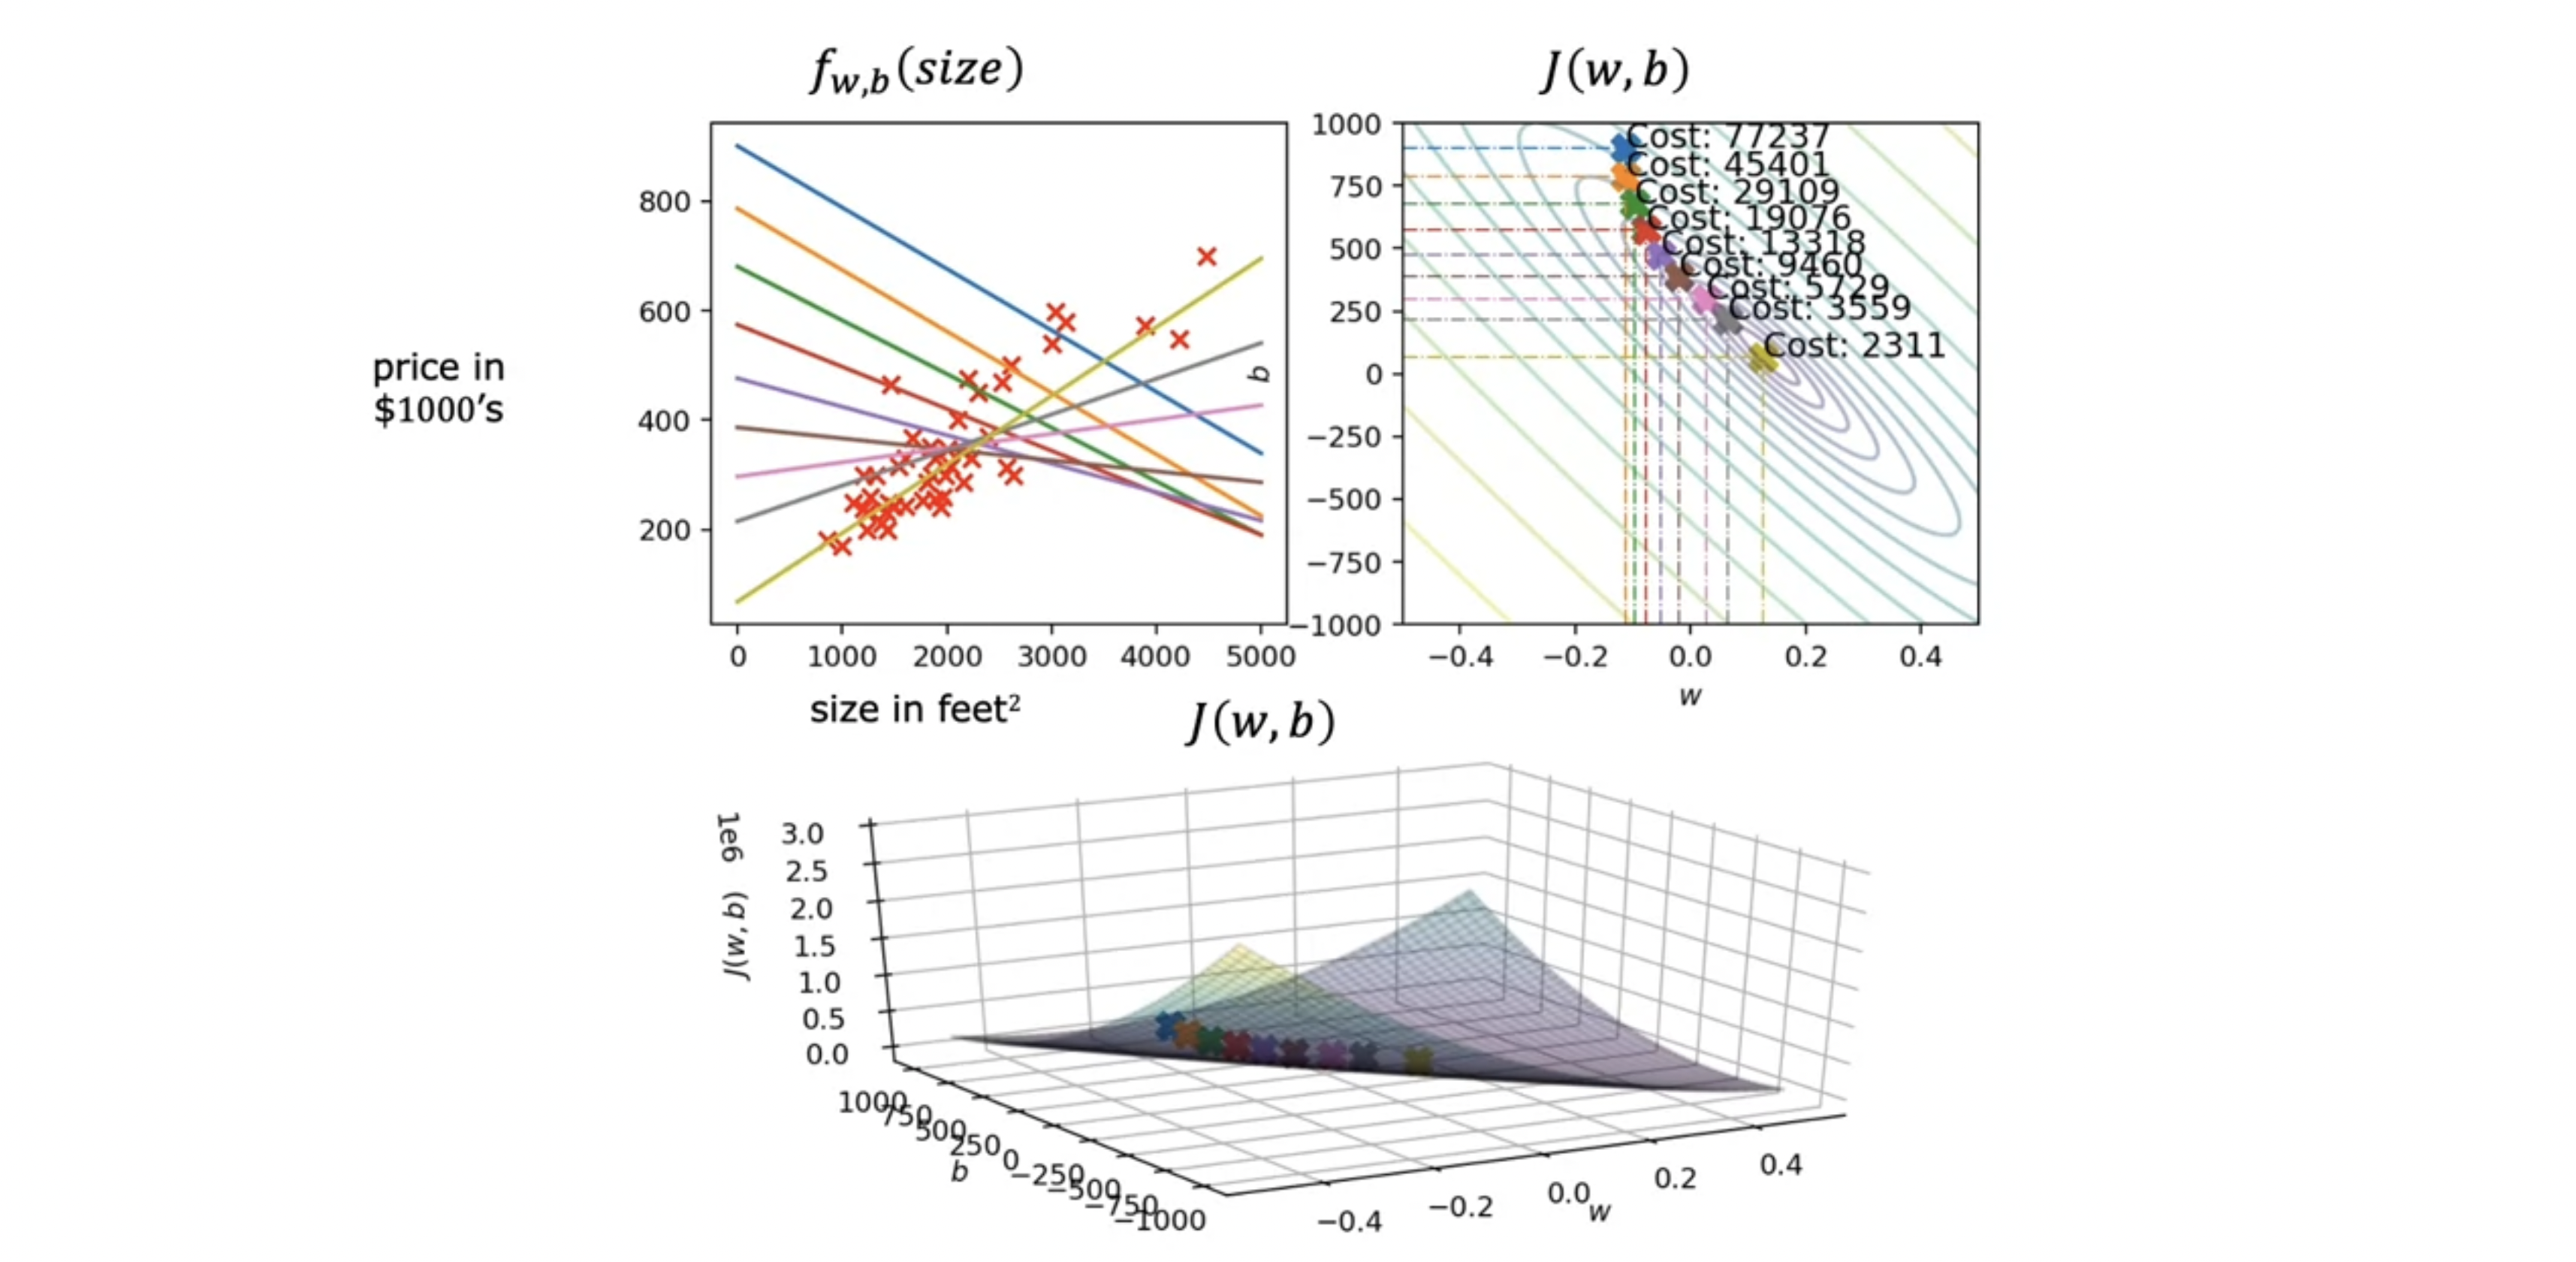 f_{w,b}(size)
J(w, b)
price in
$1000's
800
600
400
200
0 1000 2000 3000 4000 5000
size in feet²
1000
750
500
250
0
−250
−500
−750
−1000
b
Cost: 77237
Cost: 45401
Cost: 29109
Cost: 19076
Cost: 13318
Cost: 9460
Cost: 5729
Cost: 3559
Cost: 2311
−0.4 −0.2 0.0 0.2 0.4
w
J(w, b)
1e6
J(w, b)
3.0
2.5
2.0
1.5
1.0
0.5
0.0
1000
750
500
250
0
−250
−500
−750
−1000
b
−0.4 −0.2 0.0 0.2 0.4
w